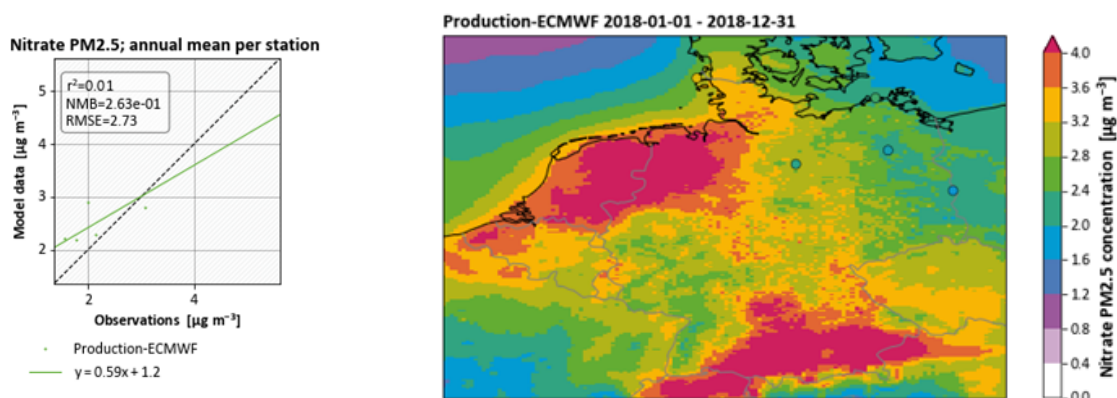 Nitrate PM2.5; annual mean per station
r²=0.01
NMB=2.63e-01
RMSE=2.73
5
4
3
2
Model data [µg m⁻³]
2 4
Observations [µg m⁻³]
Production-ECMWF
y = 0.59x + 1.2
Production-ECMWF 2018-01-01 - 2018-12-31
4.0
3.6
3.2
2.8
2.4
2.0
1.6
1.2
0.8
0.4
0.0
Nitrate PM2.5 concentration [µg m⁻³]